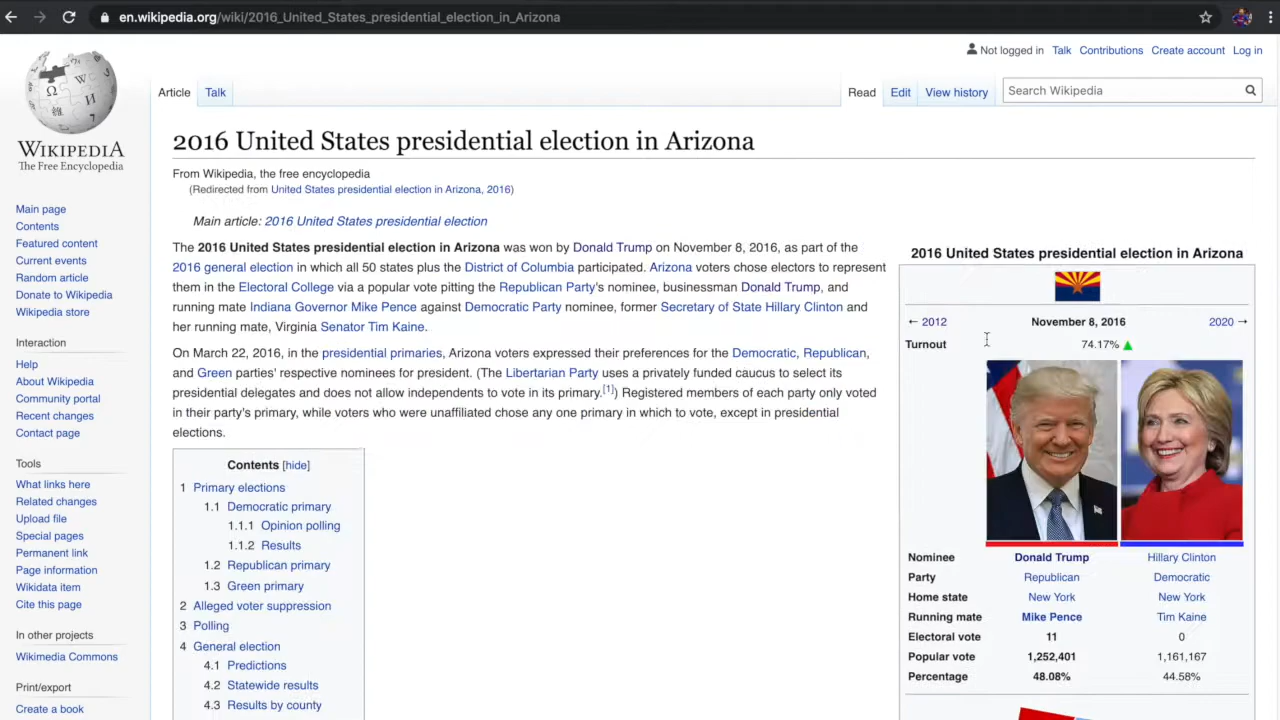 en.wikipedia.org/wiki/2016_United_States_presidential_election_in_Arizona
Not logged in Talk Contributions Create account Log in
Article Talk
Read Edit View history Search Wikipedia
WIKIPEDIA
The Free Encyclopedia
Main page
Contents
Featured content
Current events
Random article
Donate to Wikipedia
Wikipedia store
Interaction
Help
About Wikipedia
Community portal
Recent changes
Contact page
Tools
What links here
Related changes
Upload file
Special pages
Permanent link
Page information
Wikidata item
Cite this page
In other projects
Wikimedia Commons
Print/export
Create a book
2016 United States presidential election in Arizona
From Wikipedia, the free encyclopedia
(Redirected from United States presidential election in Arizona, 2016)
Main article: 2016 United States presidential election
The 2016 United States presidential election in Arizona was won by Donald Trump on November 8, 2016, as part of the
2016 general election in which all 50 states plus the District of Columbia participated. Arizona voters chose electors to represent
them in the Electoral College via a popular vote pitting the Republican Party's nominee, businessman Donald Trump, and
running mate Indiana Governor Mike Pence against Democratic Party nominee, former Secretary of State Hillary Clinton and
her running mate, Virginia Senator Tim Kaine.
On March 22, 2016, in the presidential primaries, Arizona voters expressed their preferences for the Democratic, Republican,
and Green parties' respective nominees for president. (The Libertarian Party uses a privately funded caucus to select its
presidential delegates and does not allow independents to vote in its primary.[1]) Registered members of each party only voted
in their party's primary, while voters who were unaffiliated chose any one primary in which to vote, except in presidential
elections.
Contents [hide]
1 Primary elections
1.1 Democratic primary
1.1.1 Opinion polling
1.1.2 Results
1.2 Republican primary
1.3 Green primary
2 Alleged voter suppression
3 Polling
4 General election
4.1 Predictions
4.2 Statewide results
4.3 Results by county
2016 United States presidential election in Arizona
← 2012 November 8, 2016 2020 →
Turnout 74.17% ▲
Nominee Donald Trump Hillary Clinton
Party Republican Democratic
Home state New York New York
Running mate Mike Pence Tim Kaine
Electoral vote 11 0
Popular vote 1,252,401 1,161,167
Percentage 48.08% 44.58%